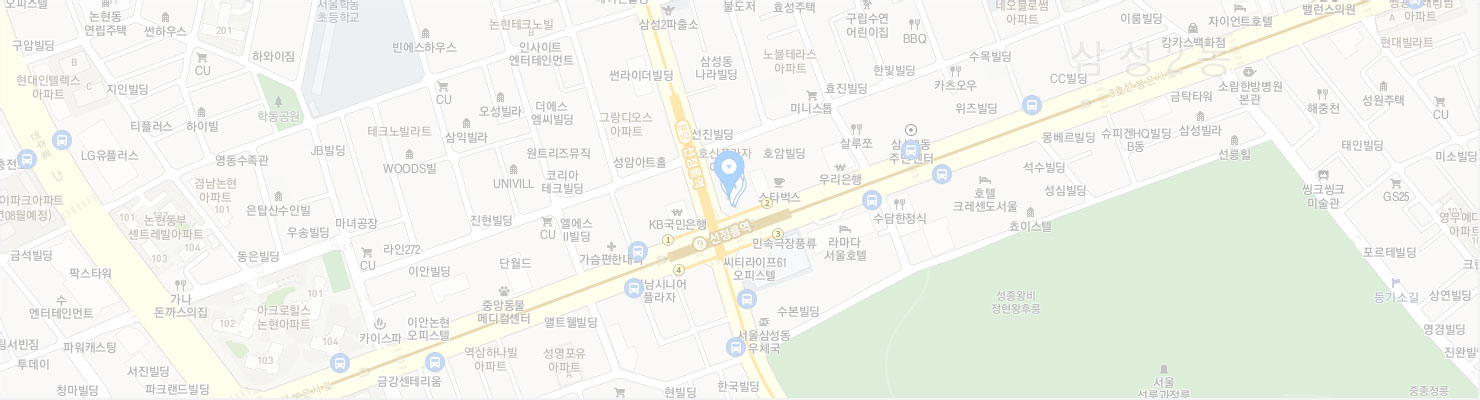 오피스텔
논현동
연립주택
썬하우스
201
구암빌딩
하와이짐
CU
현대인텔렉스
아파트
B
C
지인빌딩
서울학동
초등학교
빈에스하우스
논현테크노빌
인사이트
엔터테인먼트
삼성2파출소
불도저
효성주택
구립수연
어린이집
BBQ
네오블로썸
아파트
이룸빌딩
자이언트호텔
캉카스백화점
밸런스의원
현대빌라트
삼성2동
노블테라스
아파트
한빛빌딩
수목빌딩
카츠오우
CC빌딩
삼성동
나라빌딩
썬라이더빌딩
효진빌딩
미니스톱
위즈빌딩
금탁타워
소람한방병원
본관
해중천
성원주택
CU
CU
오성빌라
더에스
엠씨빌딩
그랑디오스
아파트
선진빌딩
학동공원
티플러스
하이빌
테크노빌라트
삼익빌라
살루쪼
몽베르빌딩
슈피겐HQ빌딩
B동
삼성빌
태인빌딩
LG유플러스
영동수족관
JB빌딩
WOODS빌
원트리즈뮤직
성암아트홀
호암빌딩
선릉힐
미소빌딩
경남논현
아파트
UNIVILL
코리아
테크빌딩
스타벅스
우리은행
석수빌딩
호텔
크레센도서울
성심빌딩
씽크씽크
미술관
GS25
논현동부
센트레빌아파트
은탑산수인빌
마녀공장
진현빌딩
CU
엘에스
II빌딩
KB국민은행
2
수담한정식
쵸이스빌
우송빌딩
1
9
선정릉역
3
금석빌딩
동은빌딩
라인272
CU
단월드
4
민속극장풍류
라마다
서울호텔
포르테빌딩
팍스타워
이안빌딩
씨티라이프61
오피스텔
수
엔터테인먼트
가나
돈까스의집
101
101
102
103
103
104
아크로힐스
논현아파트
카이스파
이안논현
오피스텔
중앙동물
메디컬센터
앨트웰빌딩
플라자
수본빌딩
성종왕비
정현왕후릉
등기소길
상연빌딩
영경빌딩
파워캐스팅
투데이
서진빌딩
청마빌딩
파크랜드빌딩
금강센테리움
역삼하나빌
아파트
성명포유
아파트
현빌딩
한국빌딩
서울삼성동
우체국
서울
중종정릉